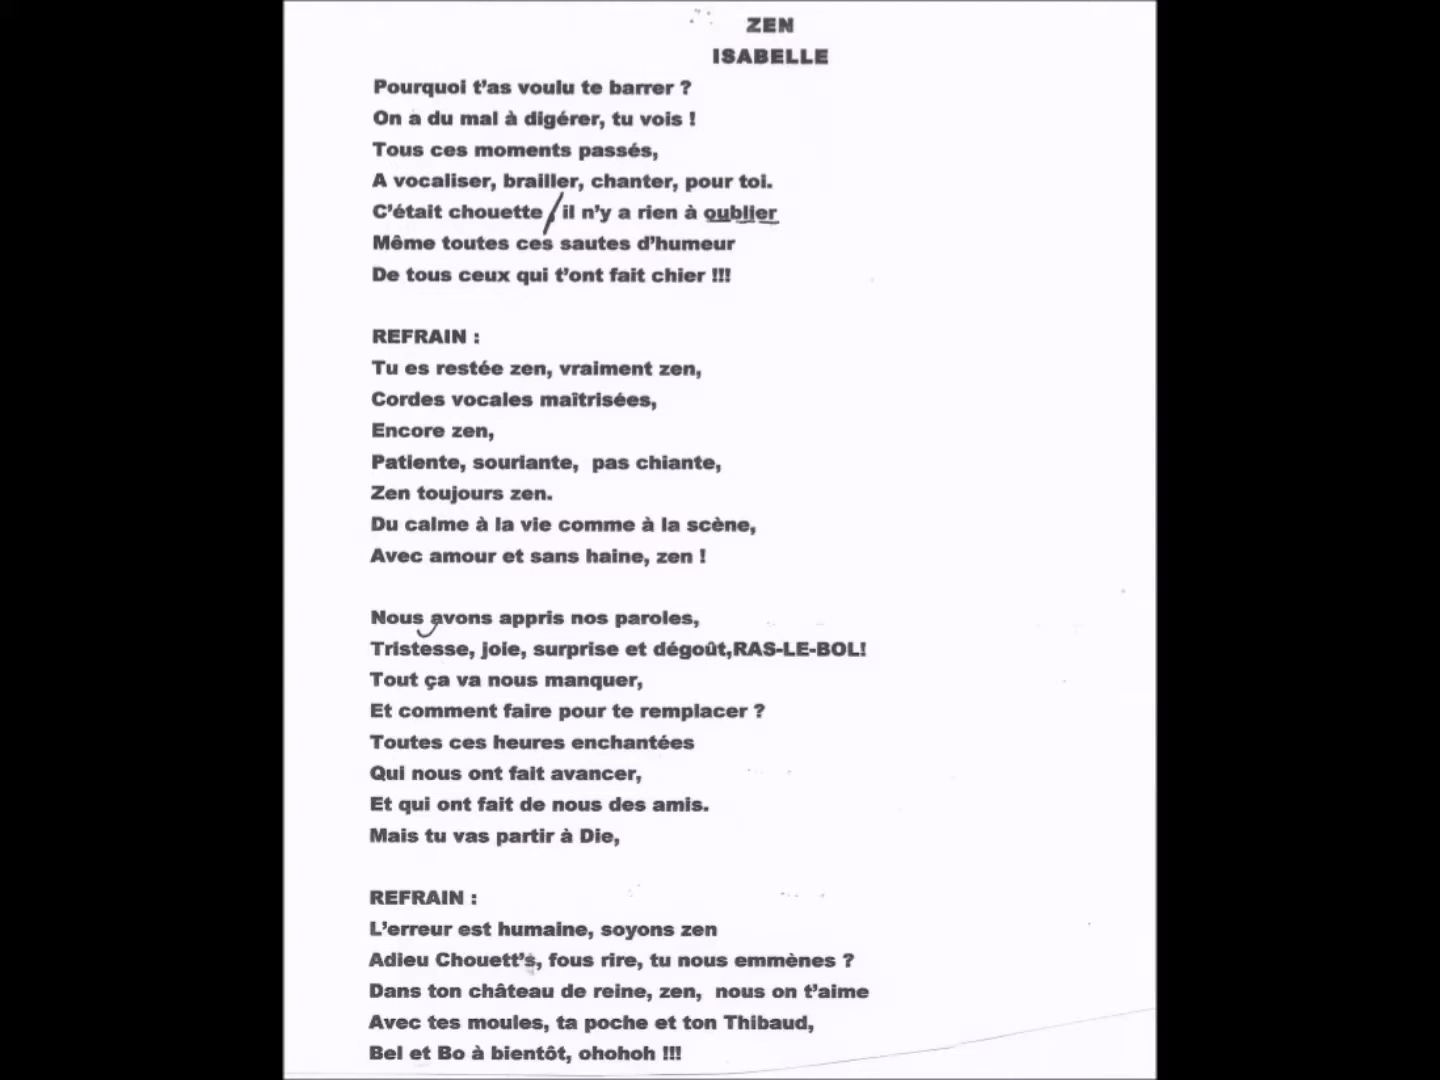 ZEN
ISABELLE
Pourquoi t'as voulu te barrer ?
On a du mal à digérer, tu vois !
Tous ces moments passés,
A vocaliser, brailler, chanter, pour toi.
C'était chouette, il n'y a rien à oublier
Même toutes ces sautes d'humeur
De tous ceux qui t'ont fait chier !!!
REFRAIN :
Tu es restée zen, vraiment zen,
Cordes vocales maîtrisées,
Encore zen,
Patiente, souriante, pas chiante,
Zen toujours zen.
Du calme à la vie comme à la scène,
Avec amour et sans haine, zen !
Nous avons appris nos paroles,
Tristesse, joie, surprise et dégoût,RAS-LE-BOL!
Tout ça va nous manquer,
Et comment faire pour te remplacer ?
Toutes ces heures enchantées
Qui nous ont fait avancer,
Et qui ont fait de nous des amis.
Mais tu vas partir à Die,
REFRAIN :
L'erreur est humaine, soyons zen
Adieu Chouett's, fous rire, tu nous emmènes ?
Dans ton château de reine, zen, nous on t'aime
Avec tes moules, ta poche et ton Thibaud,
Bel et Bo à bientôt, ohohoh !!!